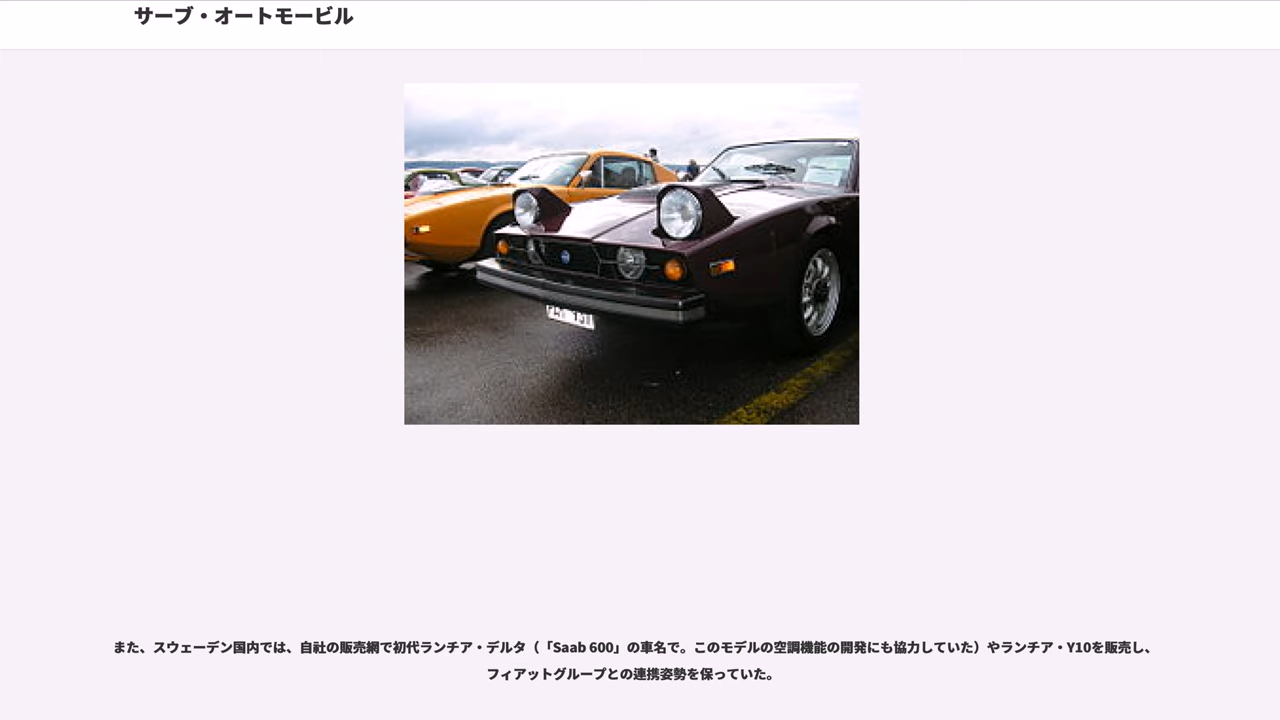 サーブ・オートモービル
また、スウェーデン国内では、自社の販売網で初代ランチア・デルタ（「Saab 600」の車名で。このモデルの空調機能の開発にも協力していた）やランチア・Y10を販売し、
フィアットグループとの連携姿勢を保っていた。